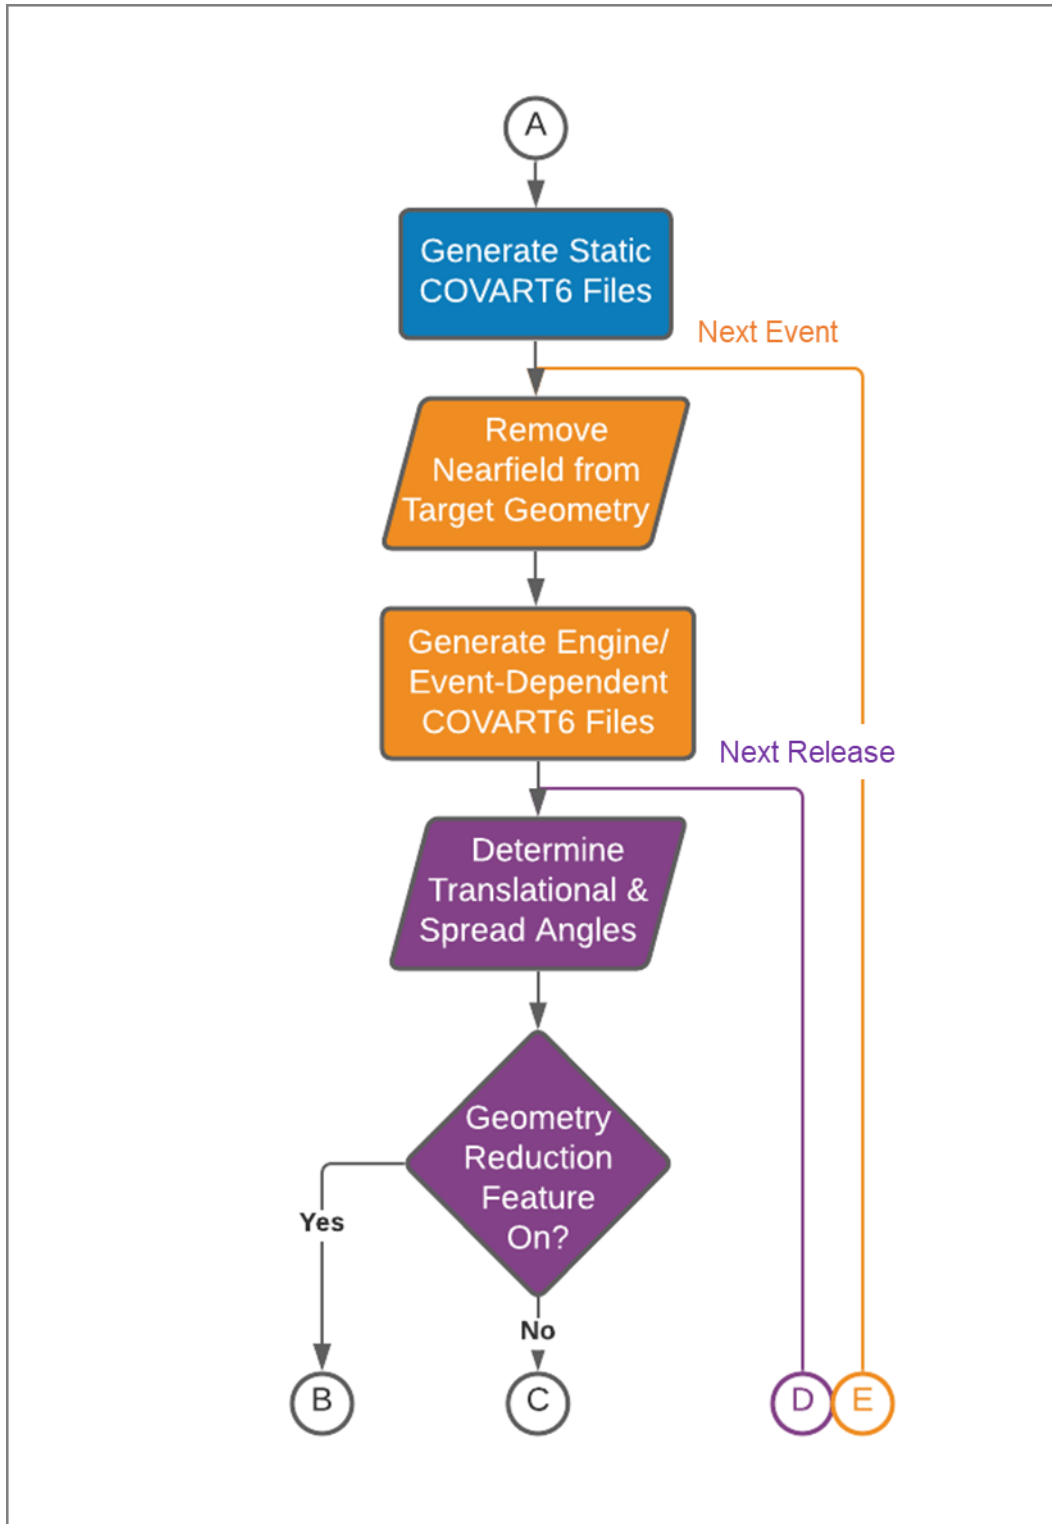 A
Generate Static
COVART6 Files
Next Event
Remove
Nearfield from
Target Geometry
Generate Engine/
Event-Dependent
COVART6 Files
Next Release
Determine
Translational &
Spread Angles
Geometry
Reduction
Feature
On?
Yes
No
B
C
D
E